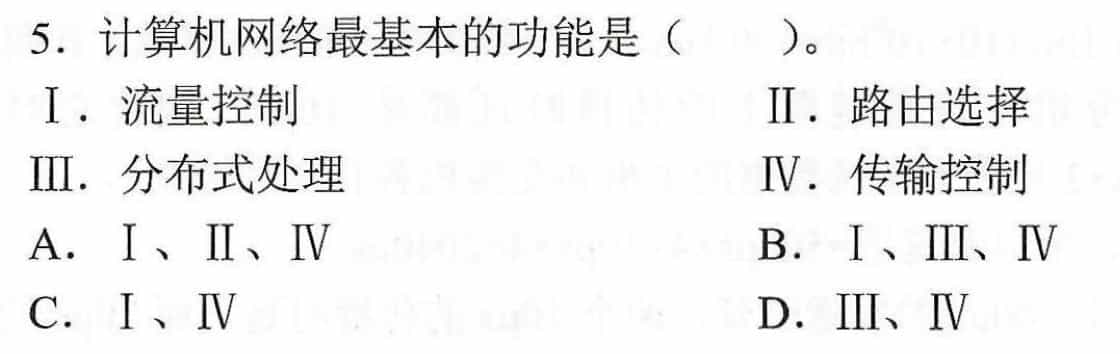 5. 计算机网络最基本的功能是（ ）。
Ⅰ. 流量控制 Ⅱ. 路由选择
Ⅲ. 分布式处理 Ⅳ. 传输控制
A. Ⅰ、Ⅱ、Ⅳ B. Ⅰ、Ⅲ、Ⅳ
C. Ⅰ、Ⅳ D. Ⅲ、Ⅳ